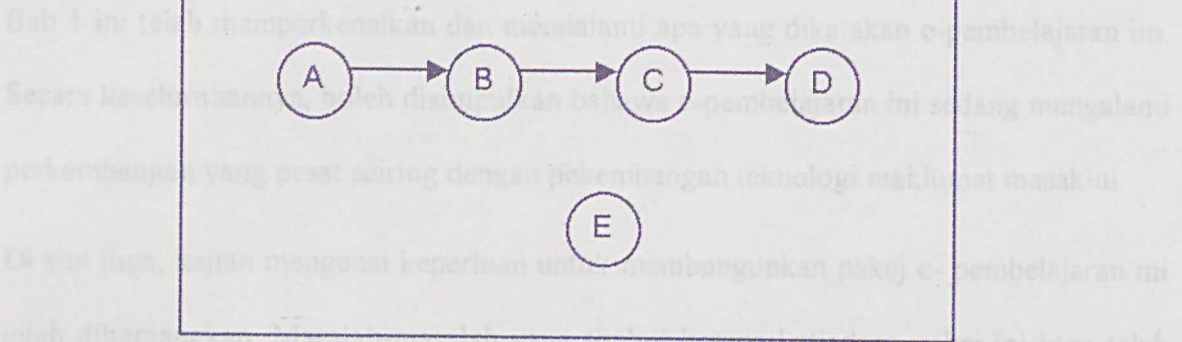 Bab 1 ini telah memperkenalkan dan mendalami apa yang dikatakan e-pembelajaran ini.
A B C D
Secara keseluruhannya, boleh disimpulkan bahawa e-pembelajaran ini sedang mengalami
perkembangan yang pesat seiring dengan pekembangan teknologi maklumat masakini
E
Di sini juga, kajian mengenai keperluan untuk membangunkan pakej e- pembelajaran ini
telah